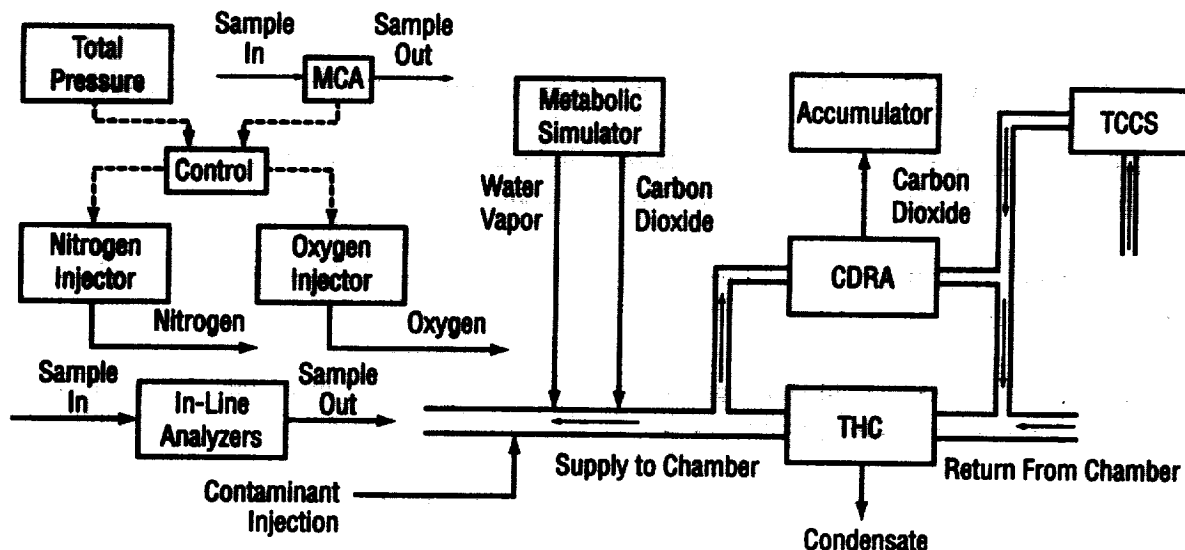 Total
Pressure
Sample
In
MCA
Sample
Out
Control
Nitrogen
Injector
Oxygen
Injector
Nitrogen
Oxygen
Sample
In
In-Line
Analyzers
Sample
Out
Contaminant
Injection
Metabolic
Simulator
Water
Vapor
Carbon
Dioxide
Supply to Chamber
Accumulator
Carbon
Dioxide
CDRA
TCCS
THC
Return From Chamber
Condensate